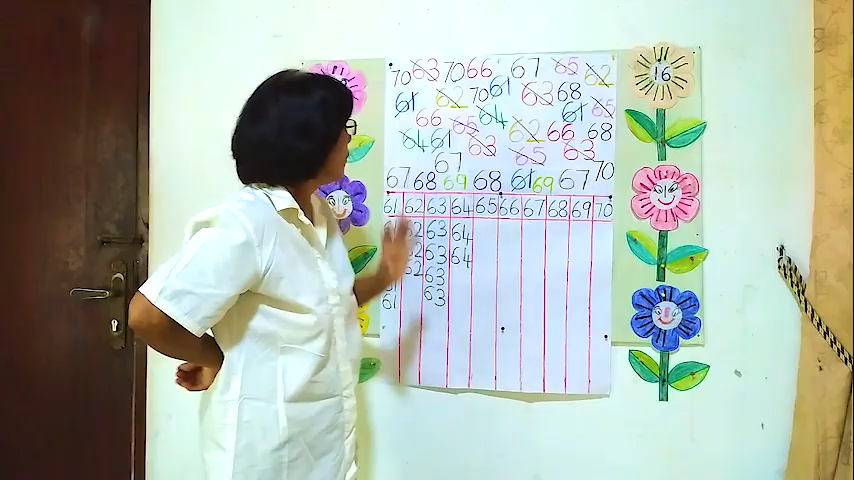 70 63 70 66 67 65 62
61 62 70 61 63 68 61 65
66 65 64 62 66 68
64 61 63 65 63
67
67 68 69 68 61 69 67 70
61 62 63 64 65 66 67 68 69 70
62 63 64
62 63 64
62 63
61 63
16